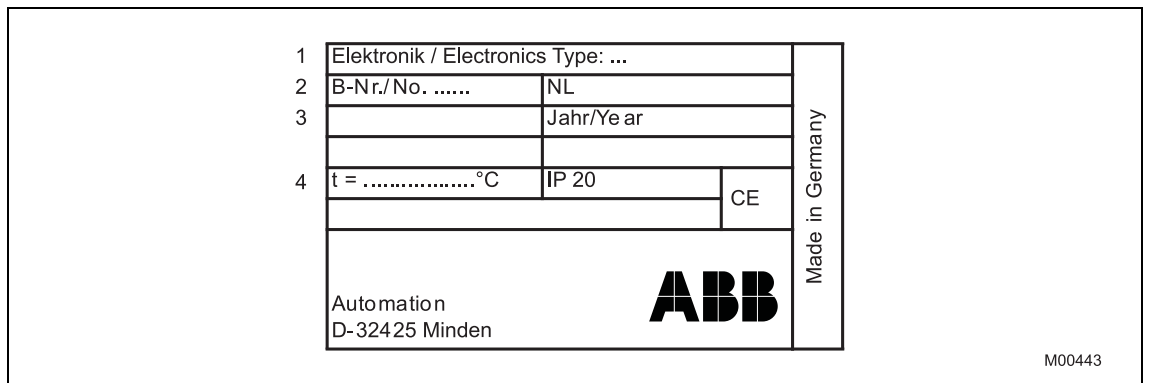 1 Elektronik / Electronics Type: ...
2 B-Nr./No. ...... NL
3 Jahr/Year
4 t = ..................°C IP 20
CE
Made in Germany
Automation
D-32425 Minden
ABB
M00443